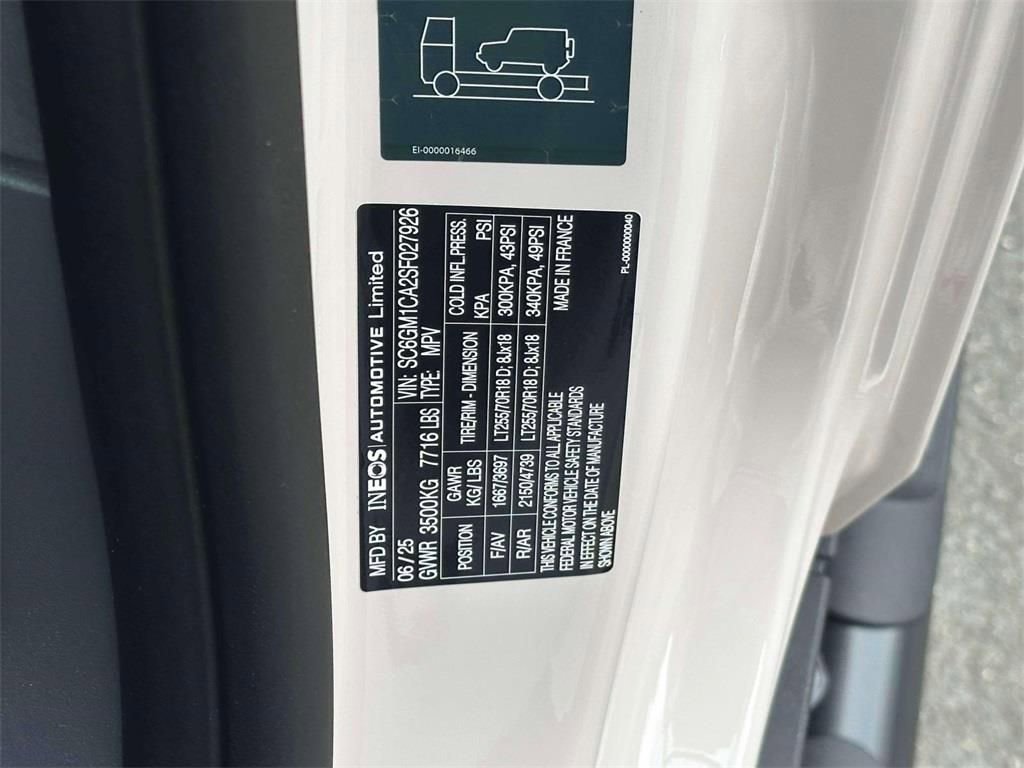 EI-0000016466
MFD BY INEOS|AUTOMOTIVE Limited
06 / 25 VIN: SC6GM1CA2SF027926
GVWR 3500KG 7716 LBS TYPE: MPV
POSITION GAWR KG/ LBS TIRE/RIM - DIMENSION COLD INFL.PRESS. KPA PSI
F/AV 1667/3697 LT255/70R18 D; 8Jx18 300KPA, 43PSI
R/AR 2150/4739 LT255/70R18 D; 8Jx18 340KPA, 49PSI
THIS VEHICLE CONFORMS TO ALL APPLICABLE MADE IN FRANCE
FEDERAL MOTOR VEHICLE SAFETY STANDARDS
IN EFFECT ON THE DATE OF MANUFACTURE
SHOWN ABOVE
PL-0000000040